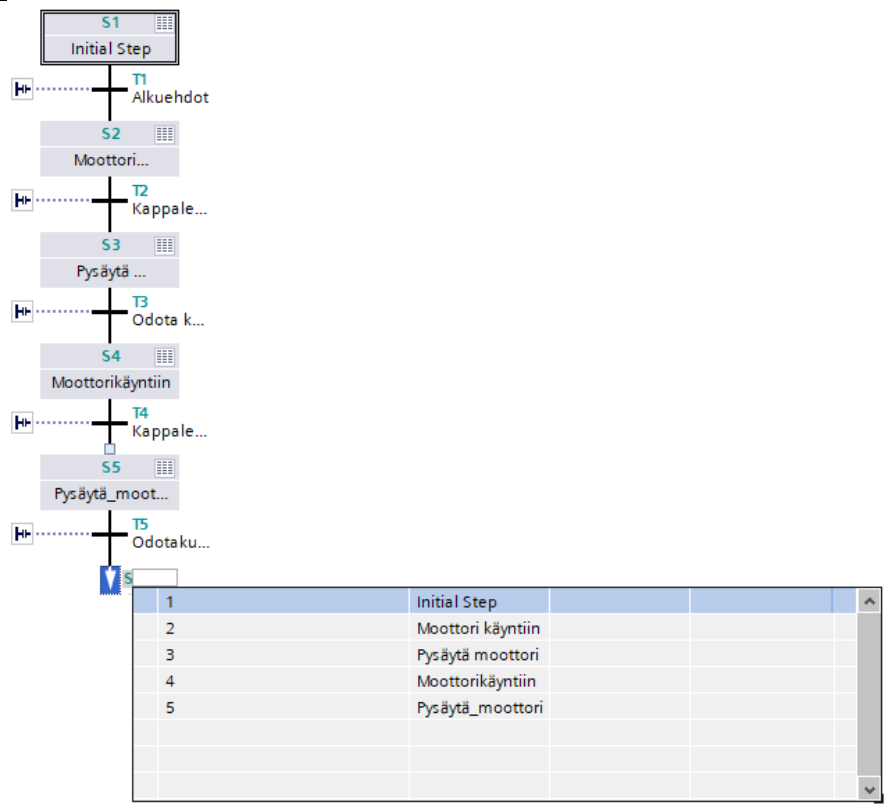 S1
Initial Step
T1
Alkuehdot
S2
Moottori...
T2
Kappale...
S3
Pysäytä ...
T3
Odota k...
S4
Moottorikäyntiin
T4
Kappale...
S5
Pysäytä_moot...
T5
Odotaku...
S
1 Initial Step
2 Moottori käyntiin
3 Pysäytä moottori
4 Moottorikäyntiin
5 Pysäytä_moottori